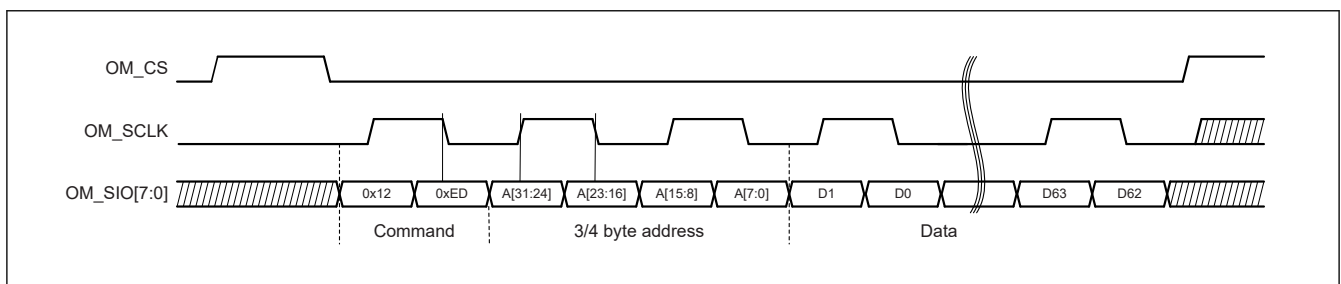 OM_CS
OM_SCLK
OM_SIO[7:0] 0x12 0xED A[31:24] A[23:16] A[15:8] A[7:0] D1 D0 D63 D62
Command 3/4 byte address Data